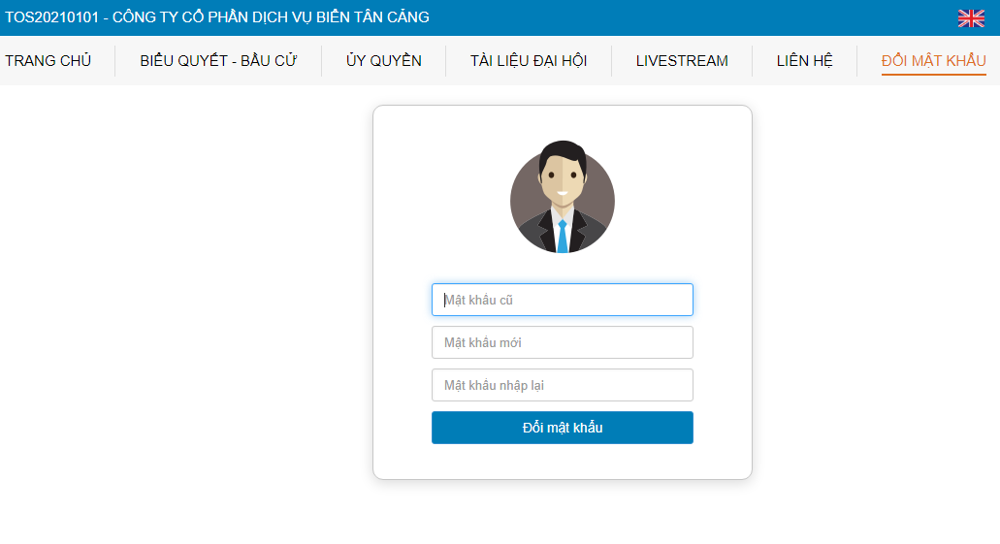 TOS20210101 - CÔNG TY CỔ PHẦN DỊCH VỤ BIỂN TÂN CẢNG
TRANG CHỦ BIỂU QUYẾT - BẦU CỬ ỦY QUYỀN TÀI LIỆU ĐẠI HỘI LIVESTREAM LIÊN HỆ ĐỔI MẬT KHẨU
Mật khẩu cũ
Mật khẩu mới
Mật khẩu nhập lại
Đổi mật khẩu